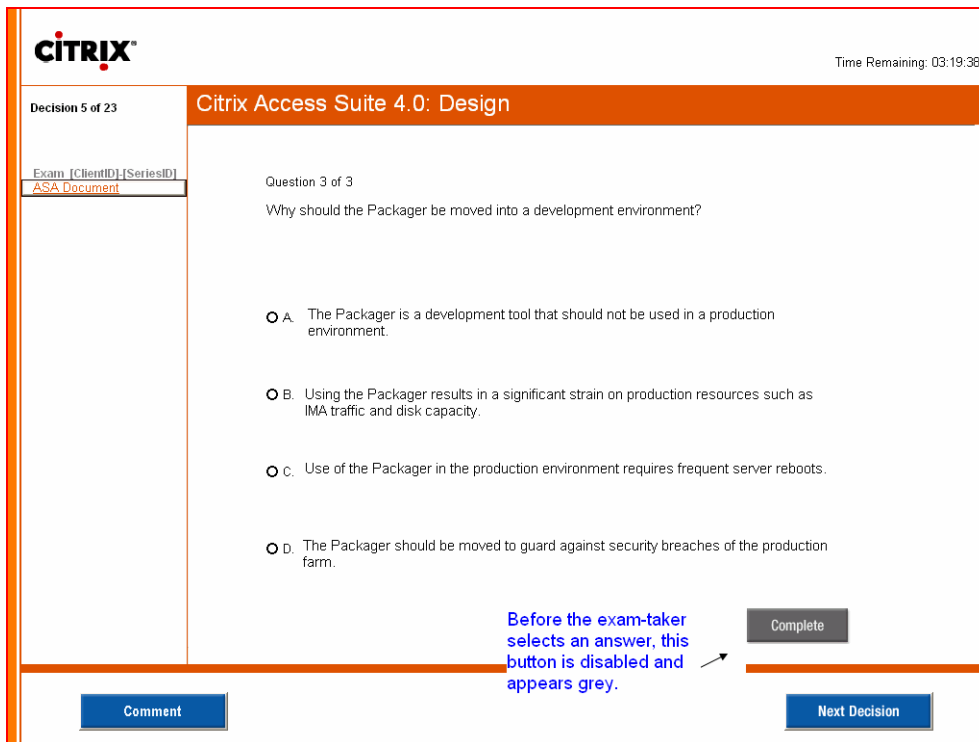 CİTRIX®
Time Remaining: 03:19:38
Decision 5 of 23
Citrix Access Suite 4.0: Design
Exam [ClientID]-[SeriesID]
ASA Document
Question 3 of 3
Why should the Packager be moved into a development environment?
A. The Packager is a development tool that should not be used in a production
environment.
B. Using the Packager results in a significant strain on production resources such as
IMA traffic and disk capacity.
C. Use of the Packager in the production environment requires frequent server reboots.
D. The Packager should be moved to guard against security breaches of the production
farm.
Before the exam-taker
selects an answer, this
button is disabled and
appears grey.
Complete
Comment
Next Decision